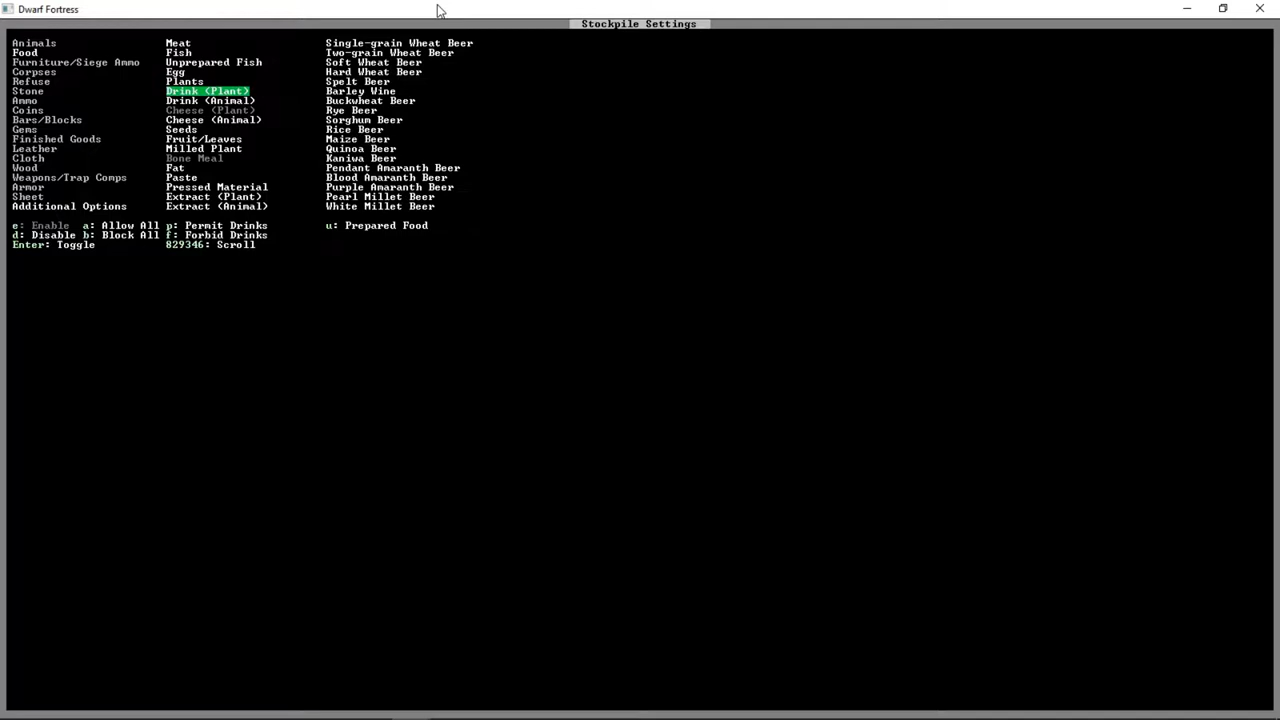 Dwarf Fortress
Stockpile Settings
Animals Meat Single-grain Wheat Beer
Food Fish Two-grain Wheat Beer
Furniture/Siege Ammo Unprepared Fish Soft Wheat Beer
Corpses Egg Hard Wheat Beer
Refuse Plants Spelt Beer
Stone Drink (Plant) Barley Wine
Ammo Drink (Animal) Buckwheat Beer
Coins Cheese (Plant) Rye Beer
Bars/Blocks Cheese (Animal) Sorghum Beer
Gems Seeds Rice Beer
Finished Goods Fruit/Leaves Maize Beer
Leather Milled Plant Quinoa Beer
Cloth Bone Meal Kaniwa Beer
Wood Fat Pendant Amaranth Beer
Weapons/Trap Comps Paste Blood Amaranth Beer
Armor Pressed Material Purple Amaranth Beer
Sheet Extract (Plant) Pearl Millet Beer
Additional Options Extract (Animal) White Millet Beer
e: Enable a: Allow All p: Permit Drinks u: Prepared Food
d: Disable b: Block All f: Forbid Drinks
Enter: Toggle 829346: Scroll